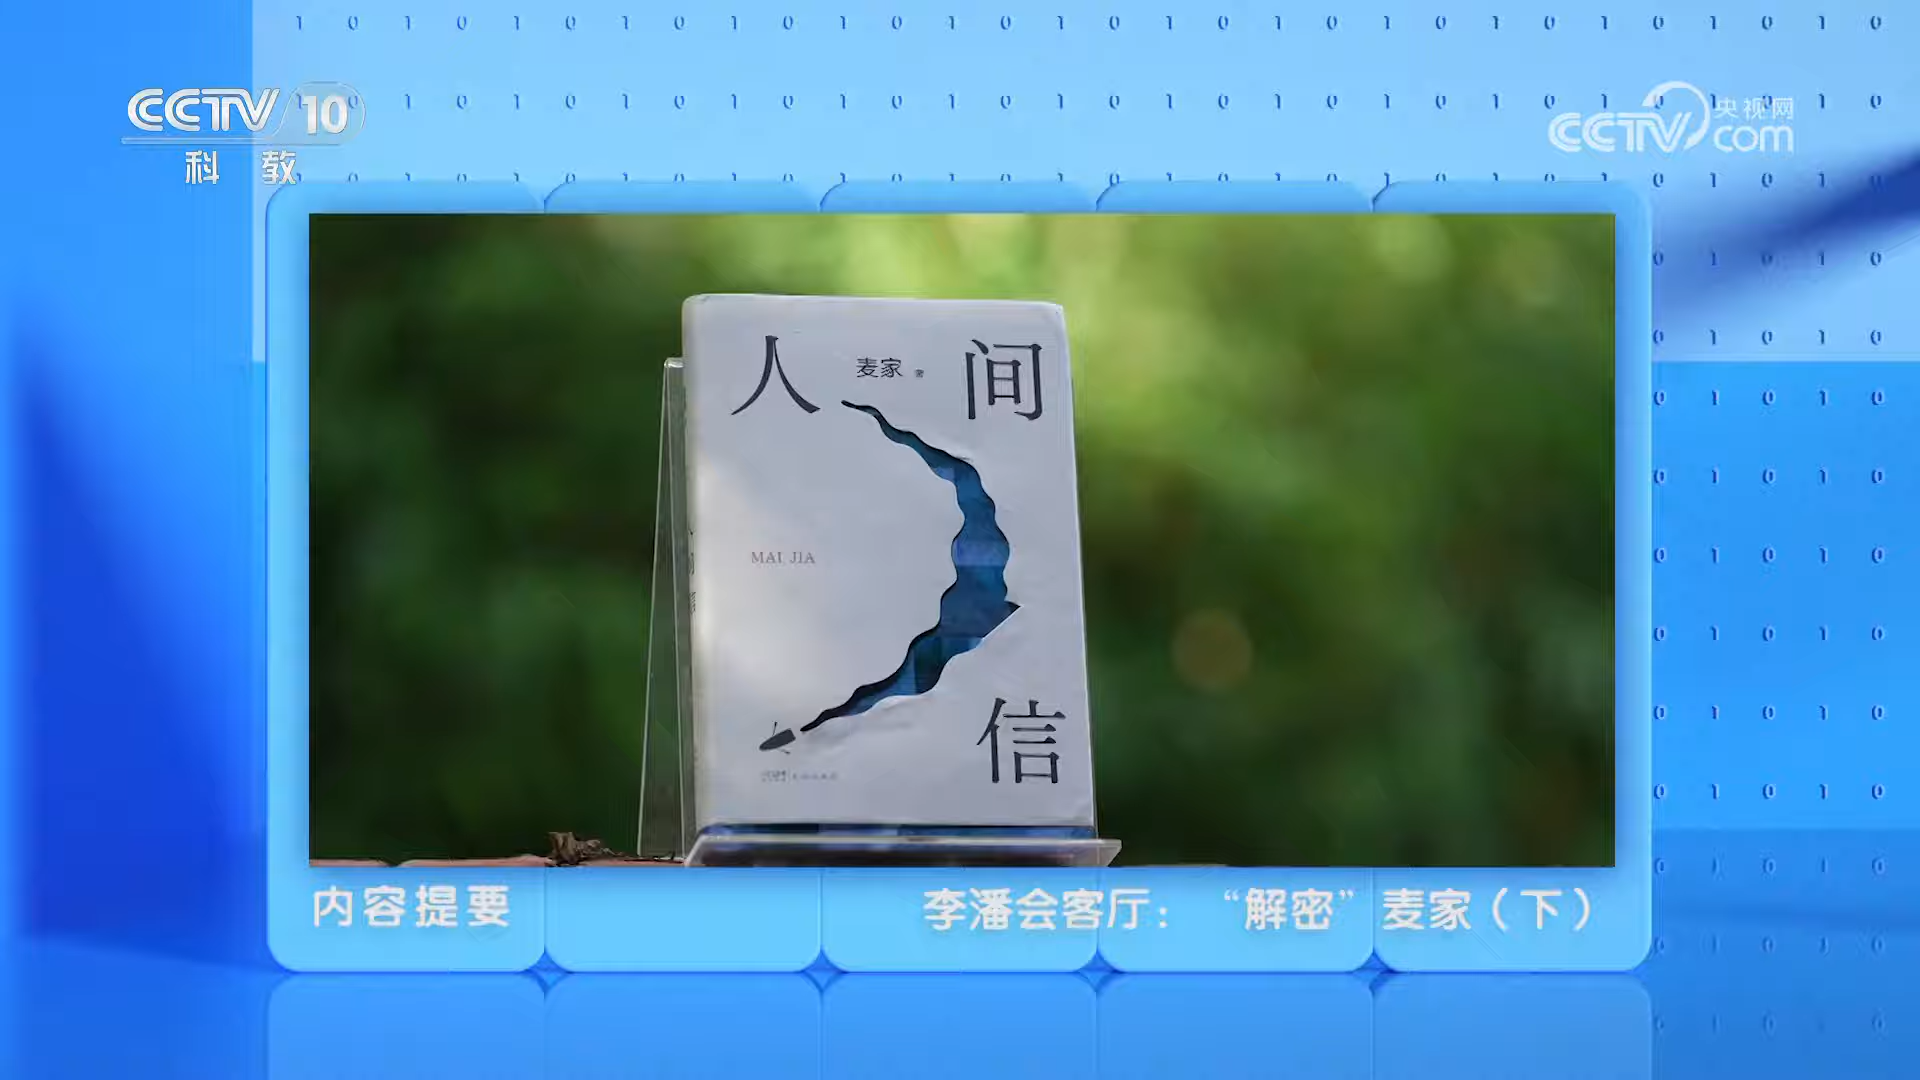 CCTV 10
科 教
央视网
CCTV com
人 间
麦家 著
MAI JIA
信
内容提要
李潘会客厅：“解密”麦家（下）